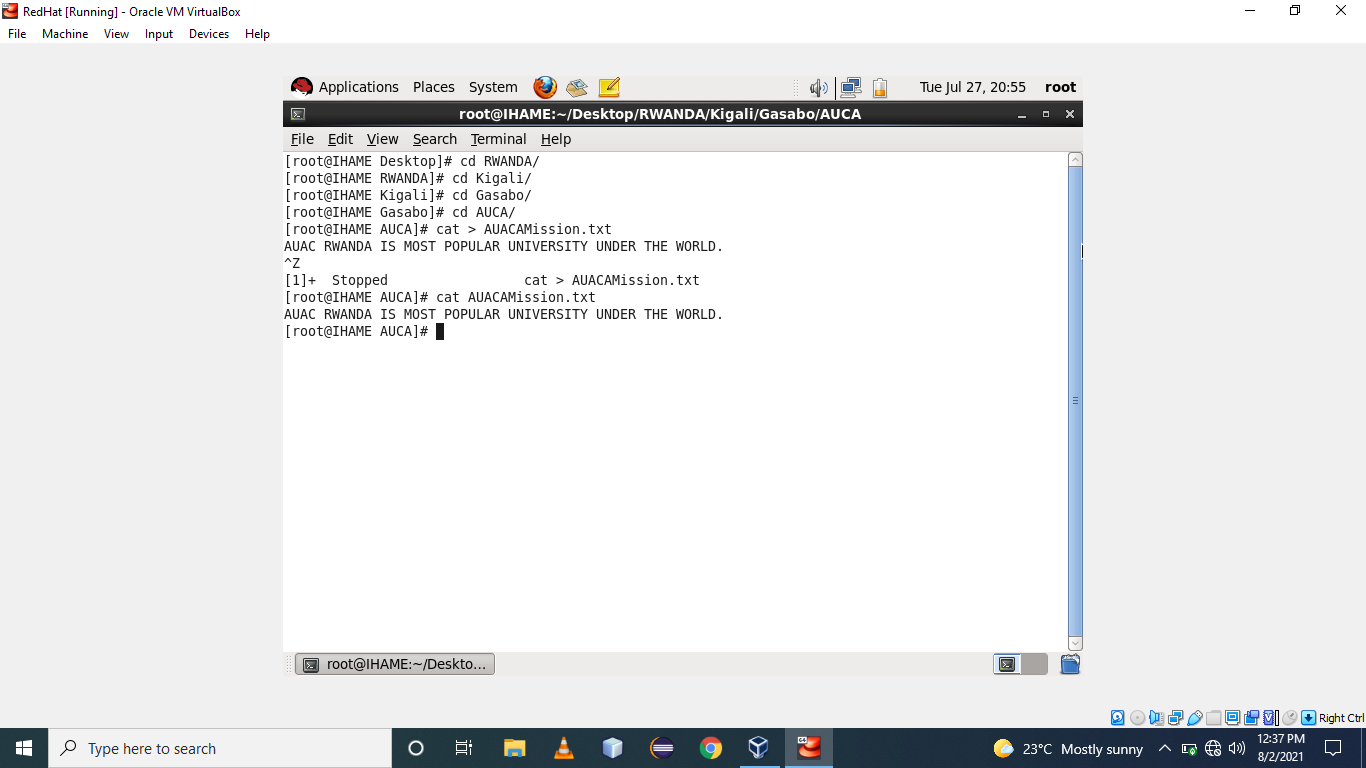 RedHat [Running] - Oracle VM VirtualBox
File Machine View Input Devices Help
Applications Places System Tue Jul 27, 20:55 root
root@IHAME:~/Desktop/RWANDA/Kigali/Gasabo/AUCA
File Edit View Search Terminal Help
[root@IHAME Desktop]# cd RWANDA/
[root@IHAME RWANDA]# cd Kigali/
[root@IHAME Kigali]# cd Gasabo/
[root@IHAME Gasabo]# cd AUCA/
[root@IHAME AUCA]# cat > AUACAMission.txt
AUAC RWANDA IS MOST POPULAR UNIVERSITY UNDER THE WORLD.
^Z
[1]+  Stopped                 cat > AUACAMission.txt
[root@IHAME AUCA]# cat AUACAMission.txt
AUAC RWANDA IS MOST POPULAR UNIVERSITY UNDER THE WORLD.
[root@IHAME AUCA]#
root@IHAME:~/Deskto...
Right Ctrl
Type here to search
23°C Mostly sunny
12:37 PM
8/2/2021